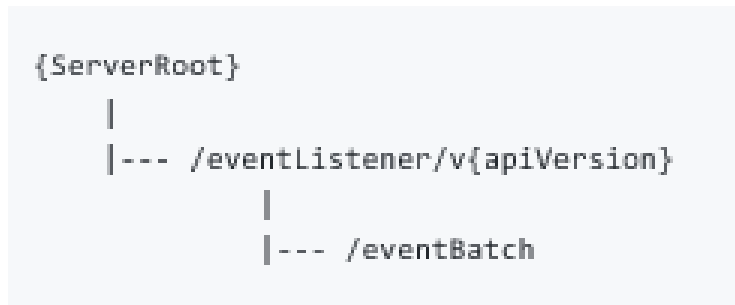 {ServerRoot}
|
|--- /eventListener/v{apiVersion}
|
|--- /eventBatch